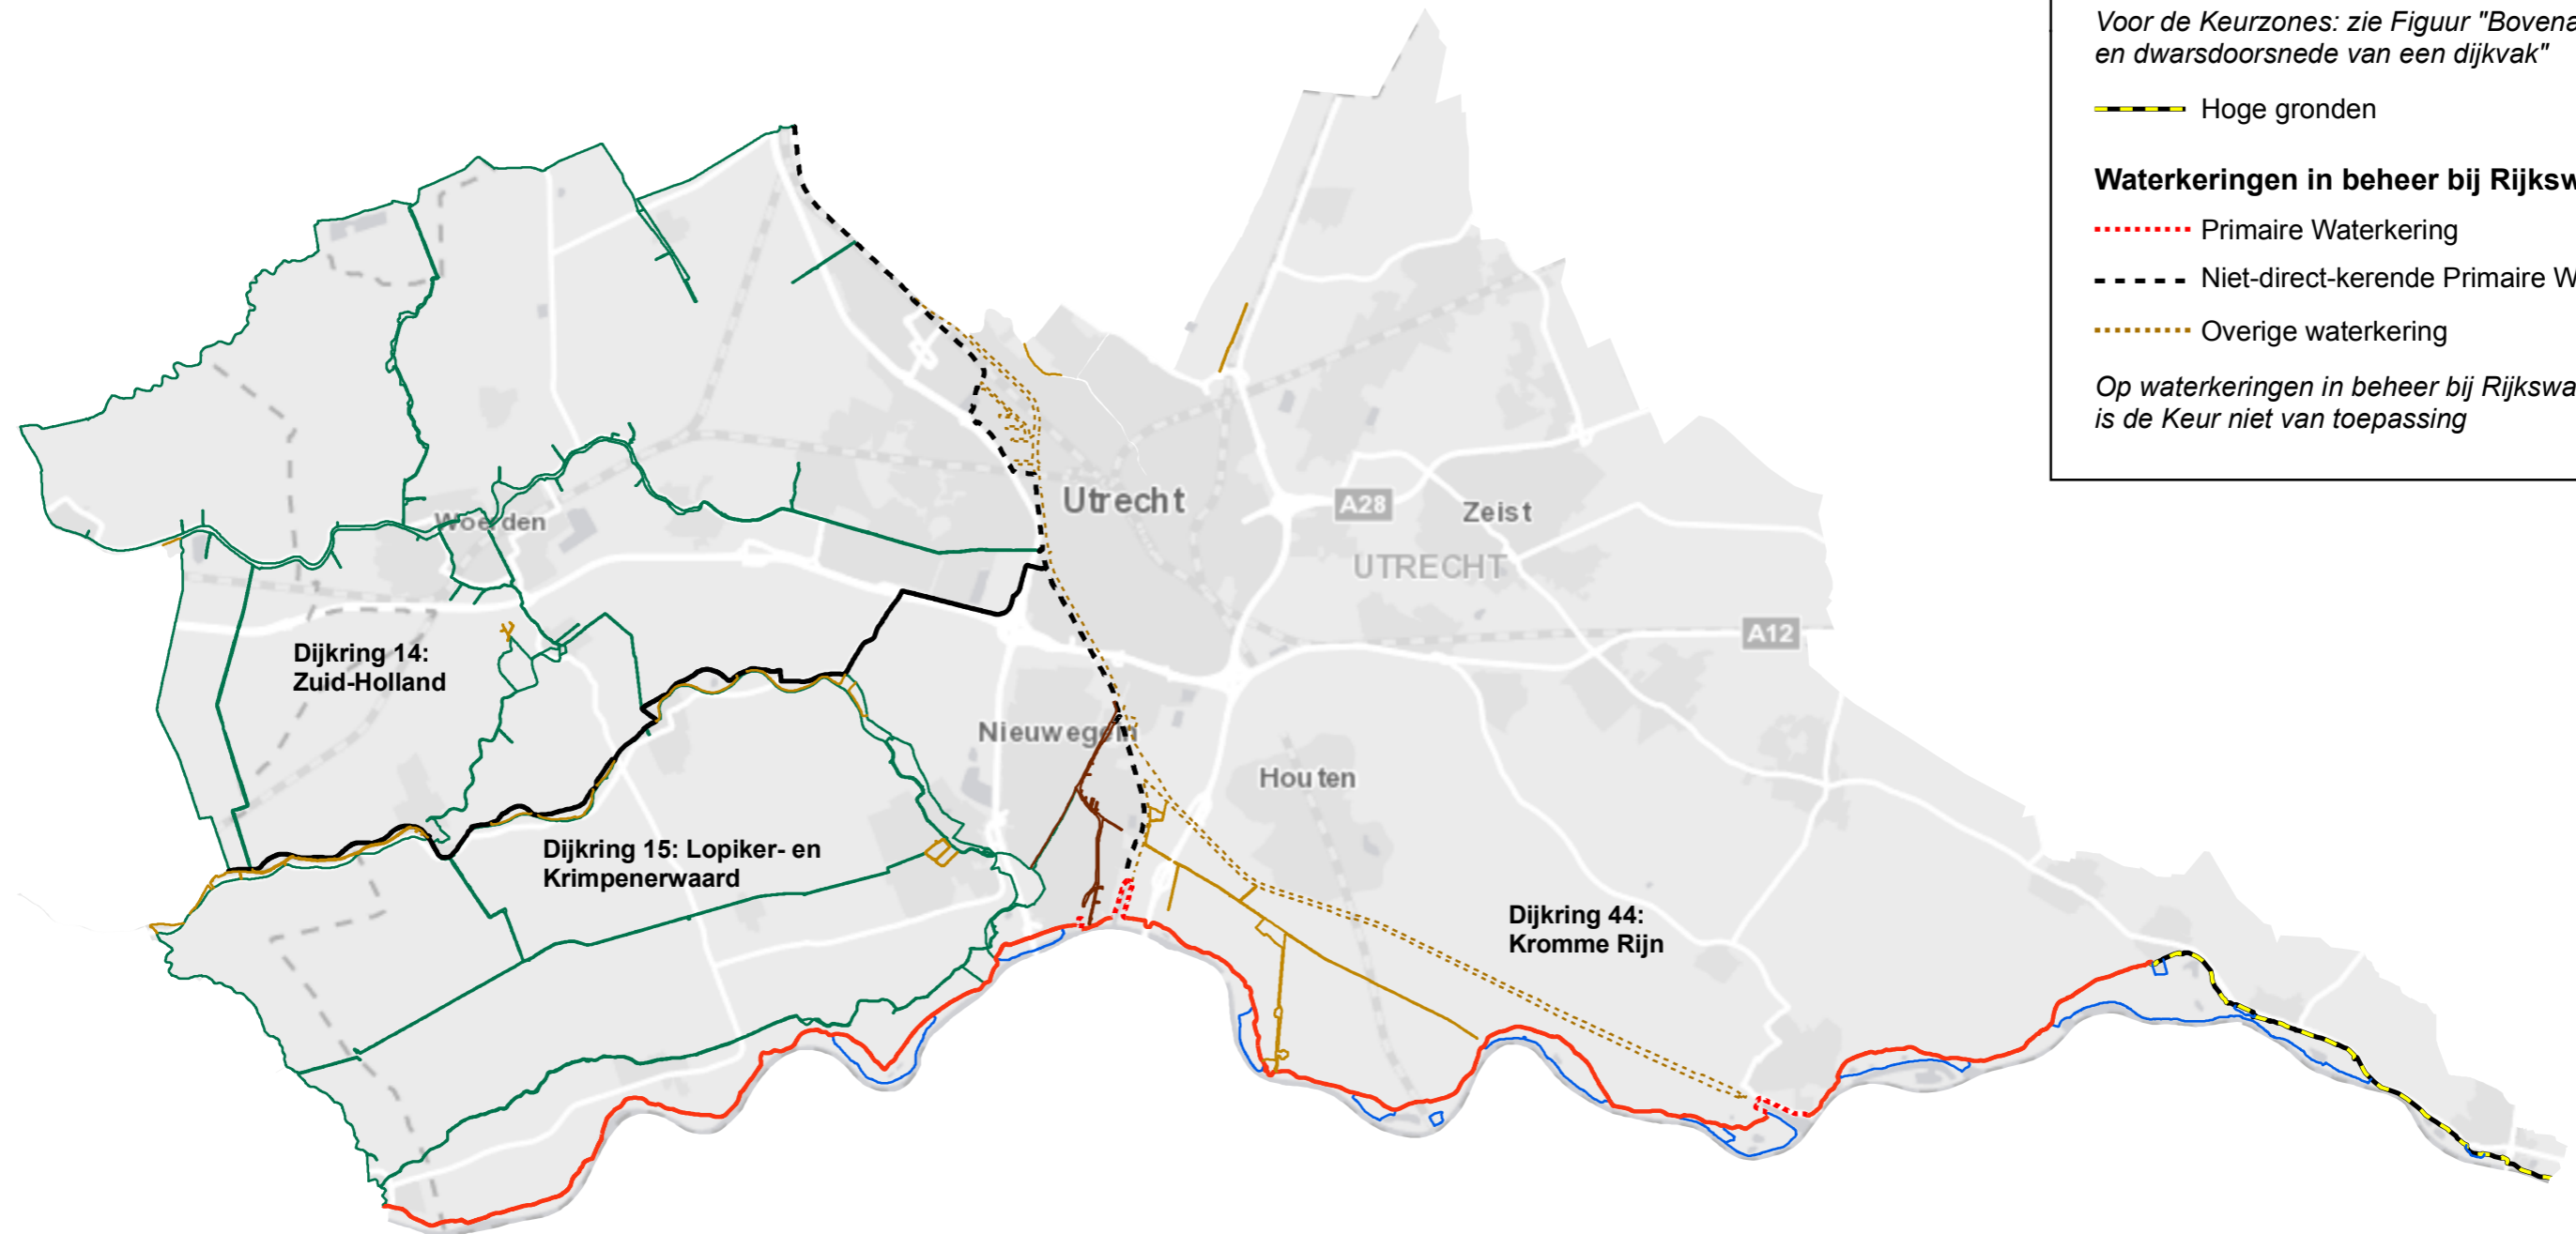 Voor de Keurzones: zie Figuur "Bovena
en dwarsdoorsnede van een dijkvak"
Hoge gronden
Waterkeringen in beheer bij Rijksw
Primaire Waterkering
Niet-direct-kerende Primaire W
Overige waterkering
Op waterkeringen in beheer bij Rijkswa
is de Keur niet van toepassing
Utrecht
A28
Zeist
UTRECHT
Woerden
A12
Dijkring 14:
Zuid-Holland
Nieuwegein
Houten
Dijkring 15: Lopiker- en
Krimpenerwaard
Dijkring 44:
Kromme Rijn